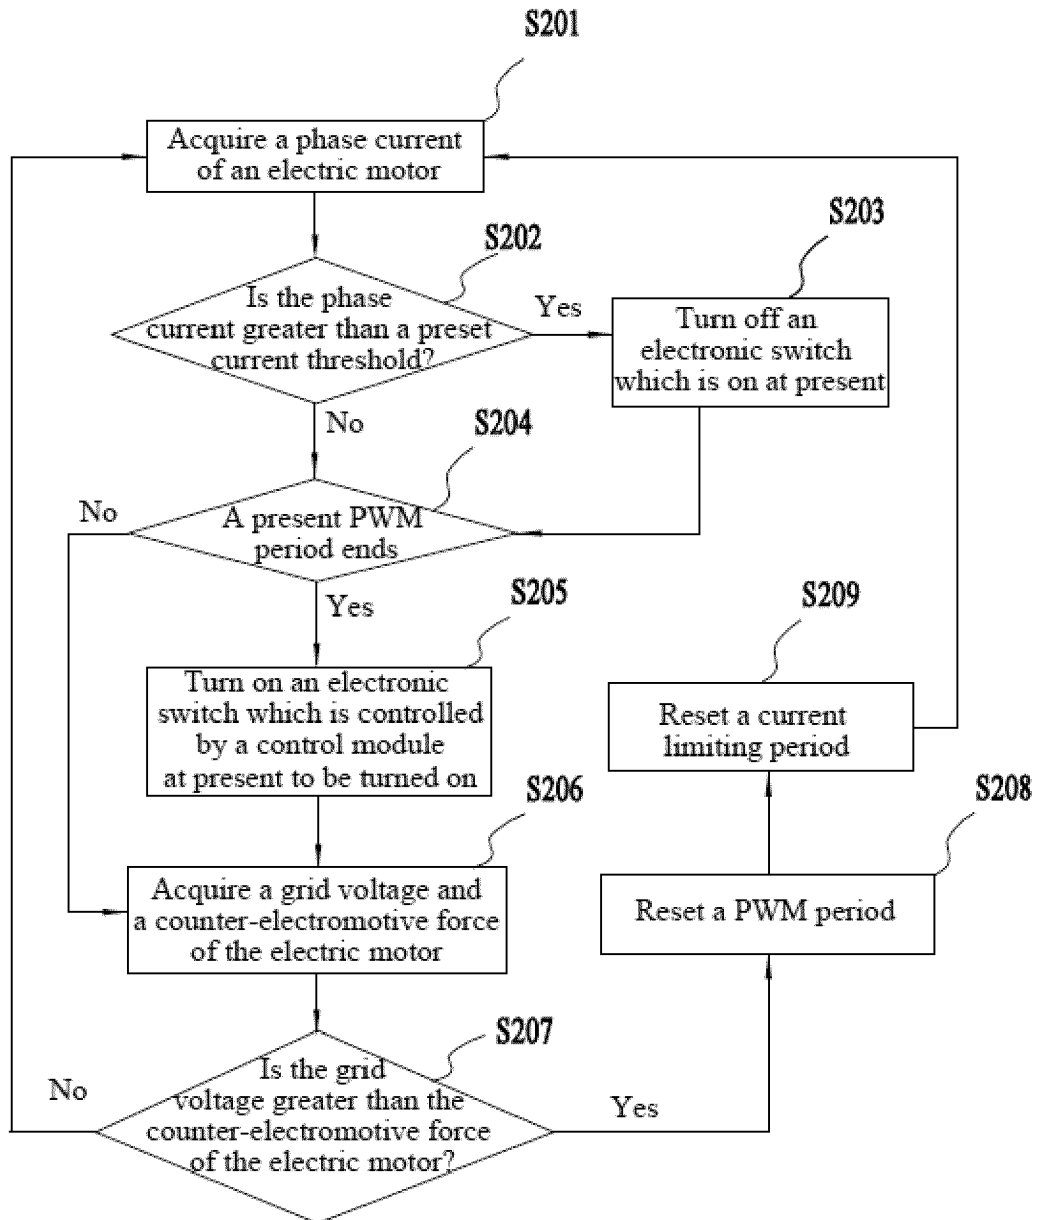 S201
Acquire a phase current
of an electric motor
S202
Is the phase
current greater than a preset
current threshold?
Yes
S203
Turn off an
electronic switch
which is on at present
No
S204
A present PWM
period ends
No
Yes
S205
Turn on an electronic
switch which is controlled
by a control module
at present to be turned on
S206
Acquire a grid voltage and
a counter-electromotive force
of the electric motor
S207
Is the grid
voltage greater than the
counter-electromotive force
of the electric motor?
No
Yes
S208
Reset a PWM period
S209
Reset a current
limiting period